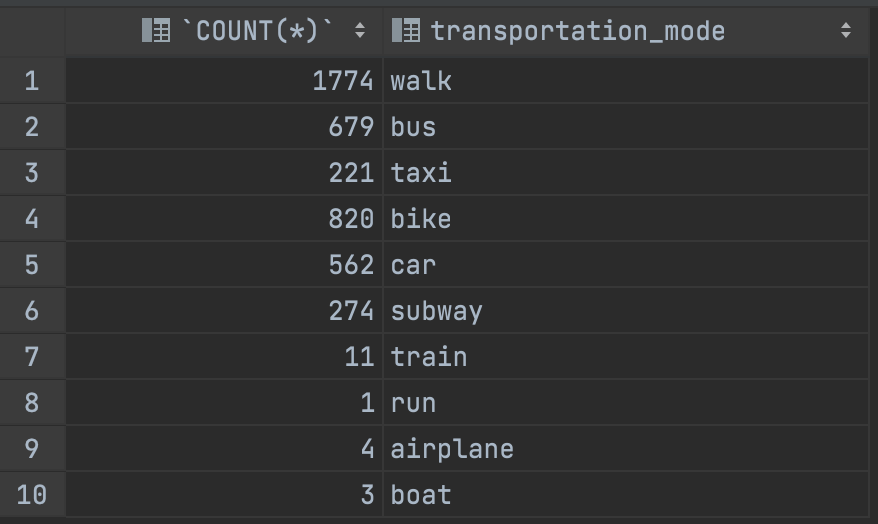 `COUNT(*)` transportation_mode
1 1774 walk
2 679 bus
3 221 taxi
4 820 bike
5 562 car
6 274 subway
7 11 train
8 1 run
9 4 airplane
10 3 boat